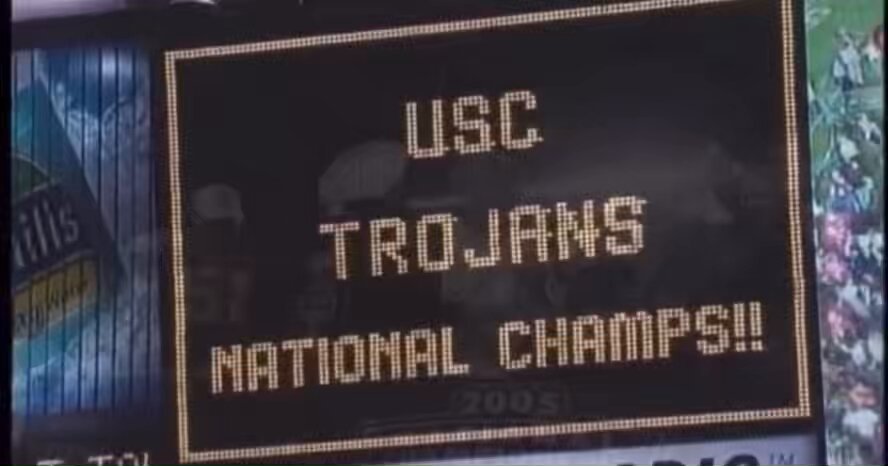 USC
TROJANS
NATIONAL CHAMPS!!
2005